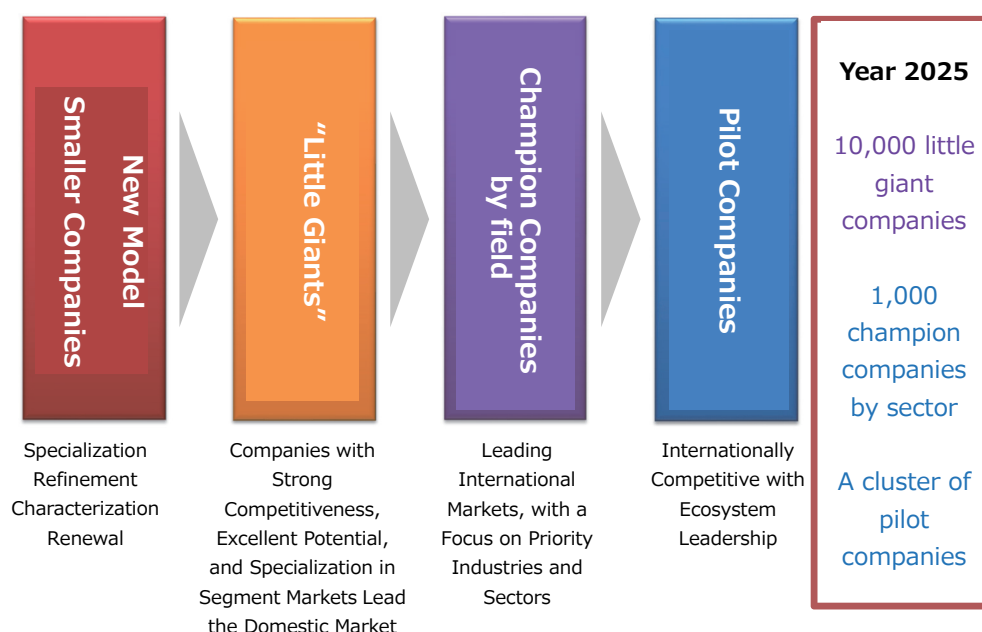 New Model
Smaller Companies
“Little Giants”
Champion Companies
by field
Pilot Companies
Specialization
Refinement
Characterization
Renewal
Companies with
Strong
Competitiveness,
Excellent Potential,
and Specialization in
Segment Markets Lead
the Domestic Market
Leading
International
Markets, with a
Focus on Priority
Industries and
Sectors
Internationally
Competitive with
Ecosystem
Leadership
Year 2025
10,000 little
giant
companies
1,000
champion
companies
by sector
A cluster of
pilot
companies